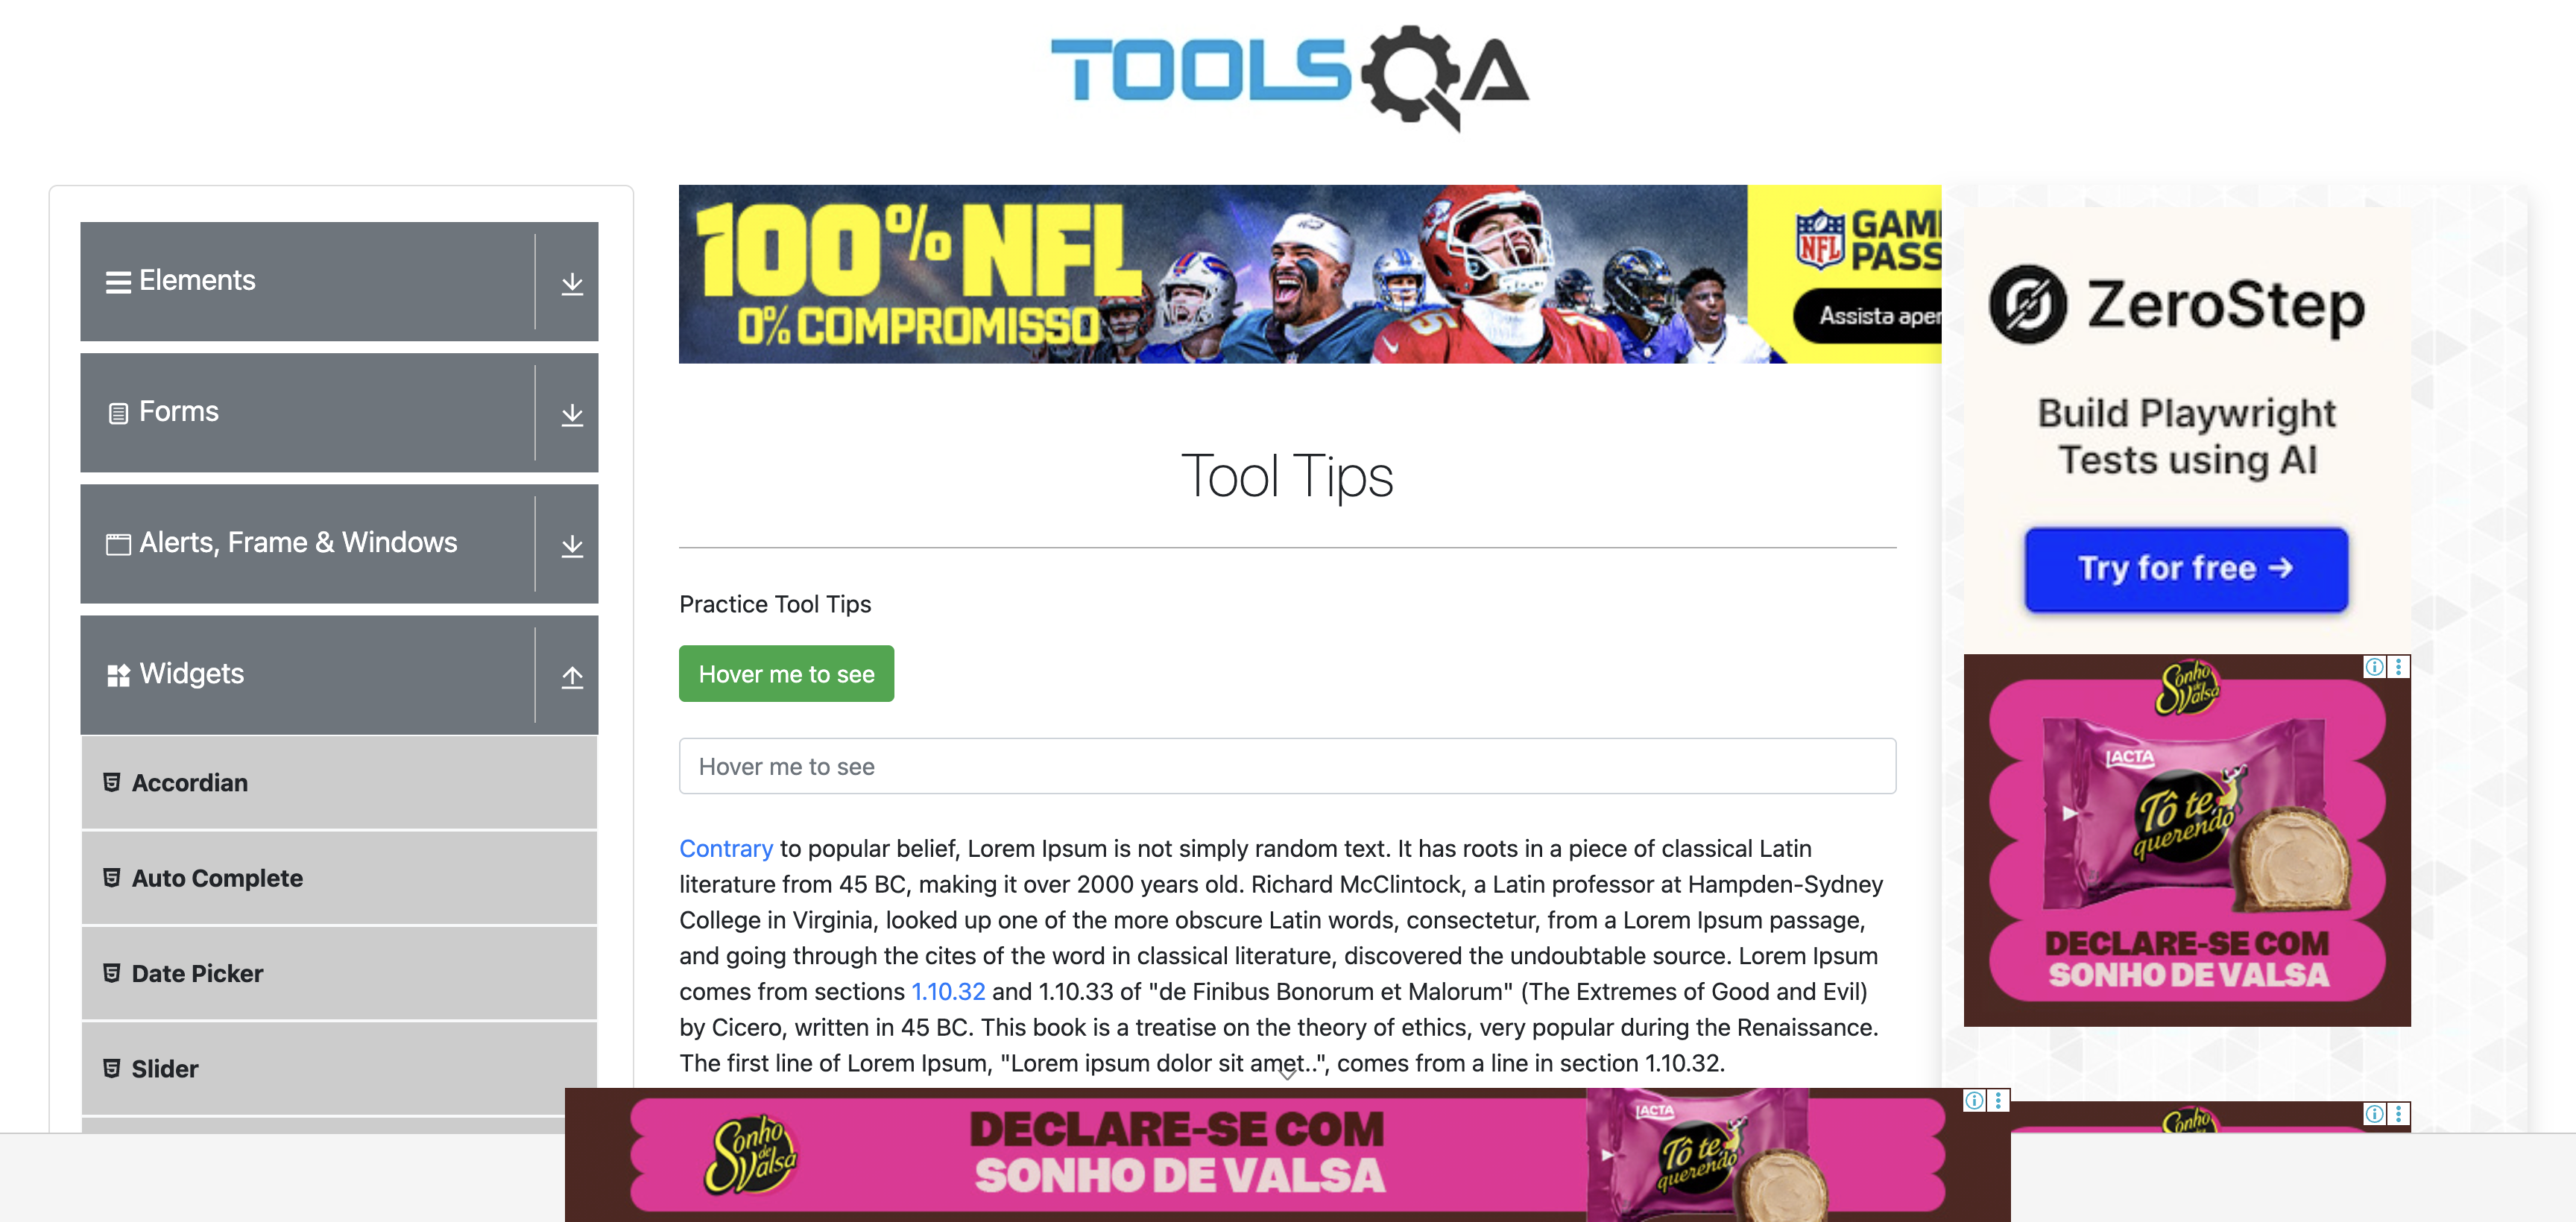 TOOLSQA
Elements
Forms
Alerts, Frame & Windows
Widgets
Accordian
Auto Complete
Date Picker
Slider
100% NFL
0% COMPROMISSO
NFL
GAM
PASS
Assista aper
Tool Tips
Practice Tool Tips
Hover me to see
Hover me to see
Contrary to popular belief, Lorem Ipsum is not simply random text. It has roots in a piece of classical Latin
literature from 45 BC, making it over 2000 years old. Richard McClintock, a Latin professor at Hampden-Sydney
College in Virginia, looked up one of the more obscure Latin words, consectetur, from a Lorem Ipsum passage,
and going through the cites of the word in classical literature, discovered the undoubtable source. Lorem Ipsum
comes from sections 1.10.32 and 1.10.33 of "de Finibus Bonorum et Malorum" (The Extremes of Good and Evil)
by Cicero, written in 45 BC. This book is a treatise on the theory of ethics, very popular during the Renaissance.
The first line of Lorem Ipsum, "Lorem ipsum dolor sit amet..", comes from a line in section 1.10.32.
ZeroStep
Build Playwright
Tests using AI
Try for free →
Sonho
de
Valsa
LACTA
Tô te
querendo
DECLARE-SE COM
SONHO DE VALSA
Sonho
de
Valsa
DECLARE-SE COM
SONHO DE VALSA
LACTA
Tô te
querendo
Sonho